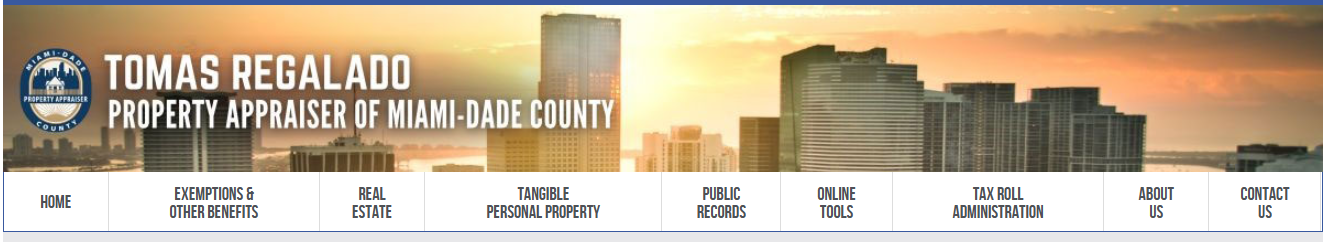 MIAMI-DADE
PROPERTY APPRAISER
COUNTY
TOMAS REGALADO
PROPERTY APPRAISER OF MIAMI-DADE COUNTY
HOME
EXEMPTIONS &
OTHER BENEFITS
REAL
ESTATE
TANGIBLE
PERSONAL PROPERTY
PUBLIC
RECORDS
ONLINE
TOOLS
TAX ROLL
ADMINISTRATION
ABOUT
US
CONTACT
US